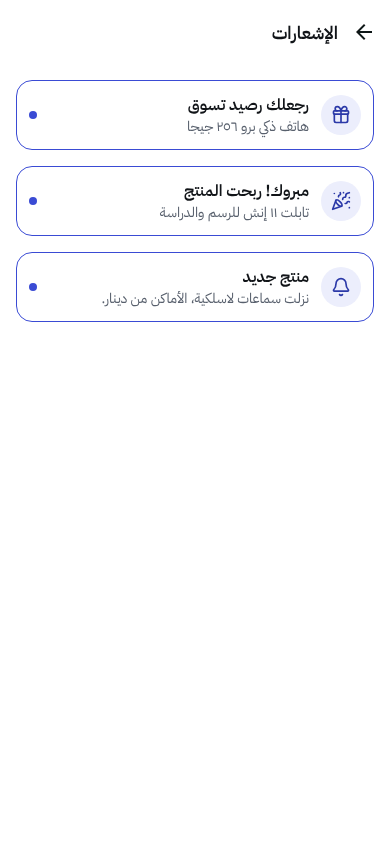 الإشعارات
رجعلك رصيد تسوق
هاتف ذكي برو ٢٥٦ جيجا
مبروك! ربحت المنتج
تابلت ١١ إنش للرسم والدراسة
منتج جديد
نزلت سماعات لاسلكية، الأماكن من دينار.